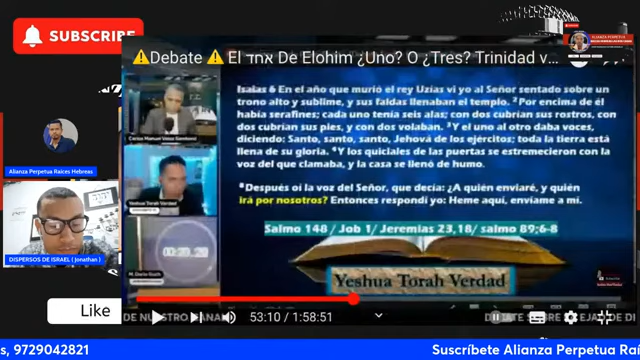 SUBSCRIBE
⚠Debate⚠ El אחד De Elohim ¿Uno? O ¿Tres? Trinidad v...
ALIANZA PERPETUA
Isaias 6 En el año que murió el rey Uzías vi yo al Señor sentado sobre un
trono alto y sublime, y sus faldas llenaban el templo. ² Por encima de él
había serafines; cada uno tenía seis alas; con dos cubrían sus rostros, con
dos cubrían sus pies, y con dos volaban. ³ Y el uno al otro daba voces,
diciendo: Santo, santo, santo, Jehová de los ejércitos; toda la tierra está
llena de su gloria. ⁴ Y los quiciales de las puertas se estremecieron con la
voz del que clamaba, y la casa se llenó de humo.
⁸ Después oí la voz del Señor, que decía: ¿A quién enviaré, y quién
irá por nosotros? Entonces respondí yo: Heme aquí, envíame a mí.
Salmo 148 / Job 1/ Jeremias 23,18/ salmo 89;6-8
Yeshua Torah Verdad
Yeshua Torah Verdad
Alianza Perpetua Raices Hebreas
DISPERSOS DE ISRAEL ( Jonathan )
Like
53:10 / 1:58:51
s, 9729042821
Suscríbete Alianza Perpetua Raí